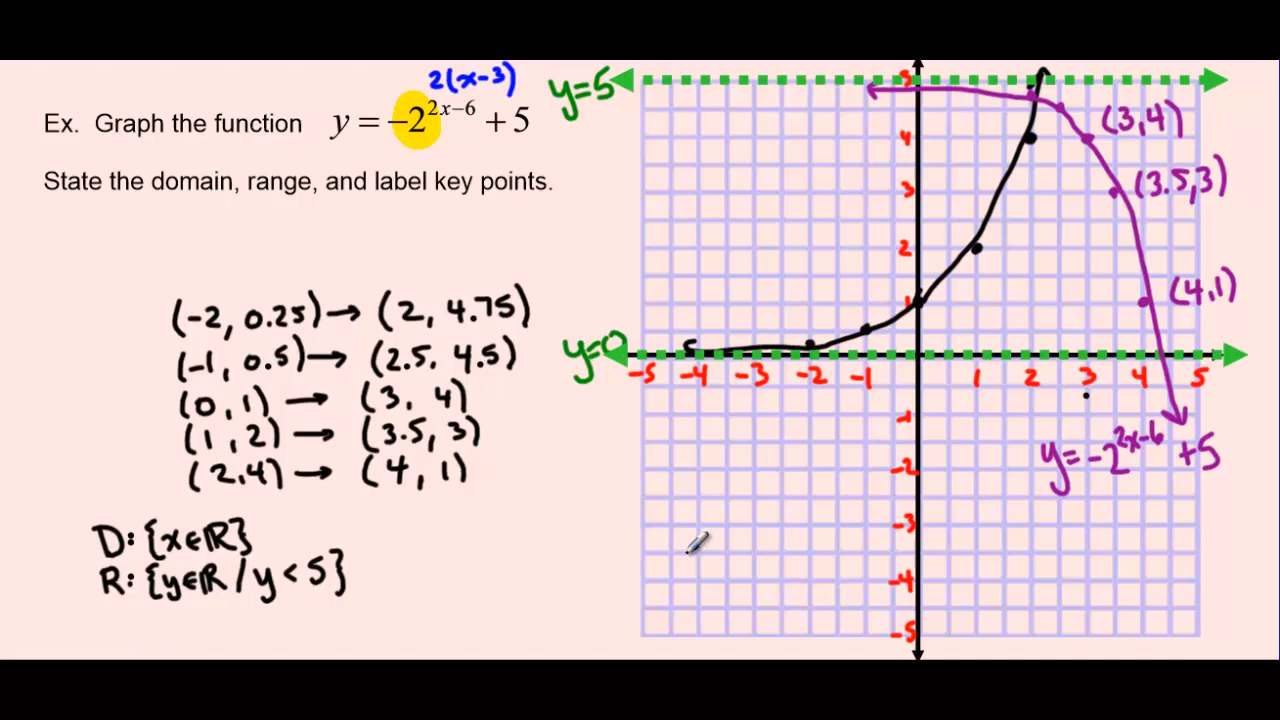 2(x-3)
Ex. Graph the function y = -2^{2x-6} + 5
State the domain, range, and label key points.
(-2, 0.25) → (2, 4.75)
(-1, 0.5) → (2.5. 4.5)
(0, 1) → (3, 4)
(1, 2) → (3.5, 3)
(2,4) → (4, 1)
D: {x∈ℝ}
R: {y∈ℝ / y < 5}
y=5
5
4
3
2
1
(3,4)
(3.5,3)
(4,1)
y=0
-5 -4 -3 -2 -1 1 2 3 4 5
-1
-2
-3
-4
-5
y=-2^{2x-6} +5